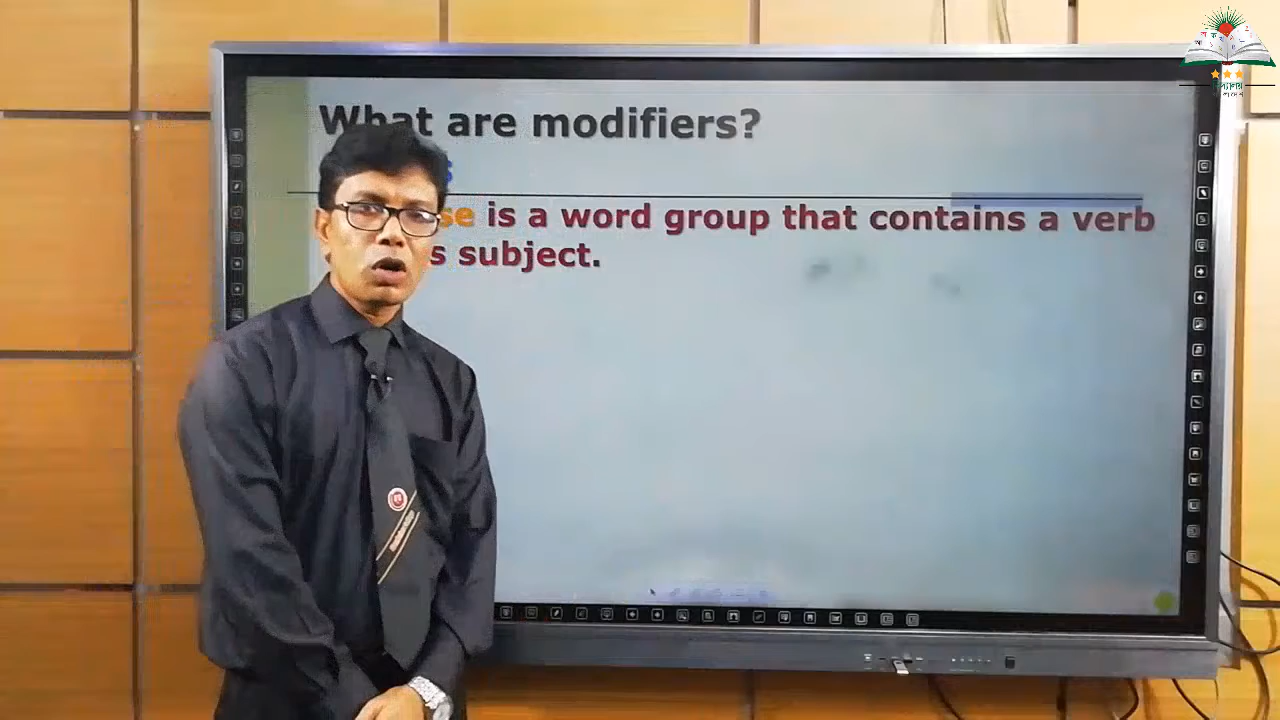 What are modifiers?
is a word group that contains a verb
subject.